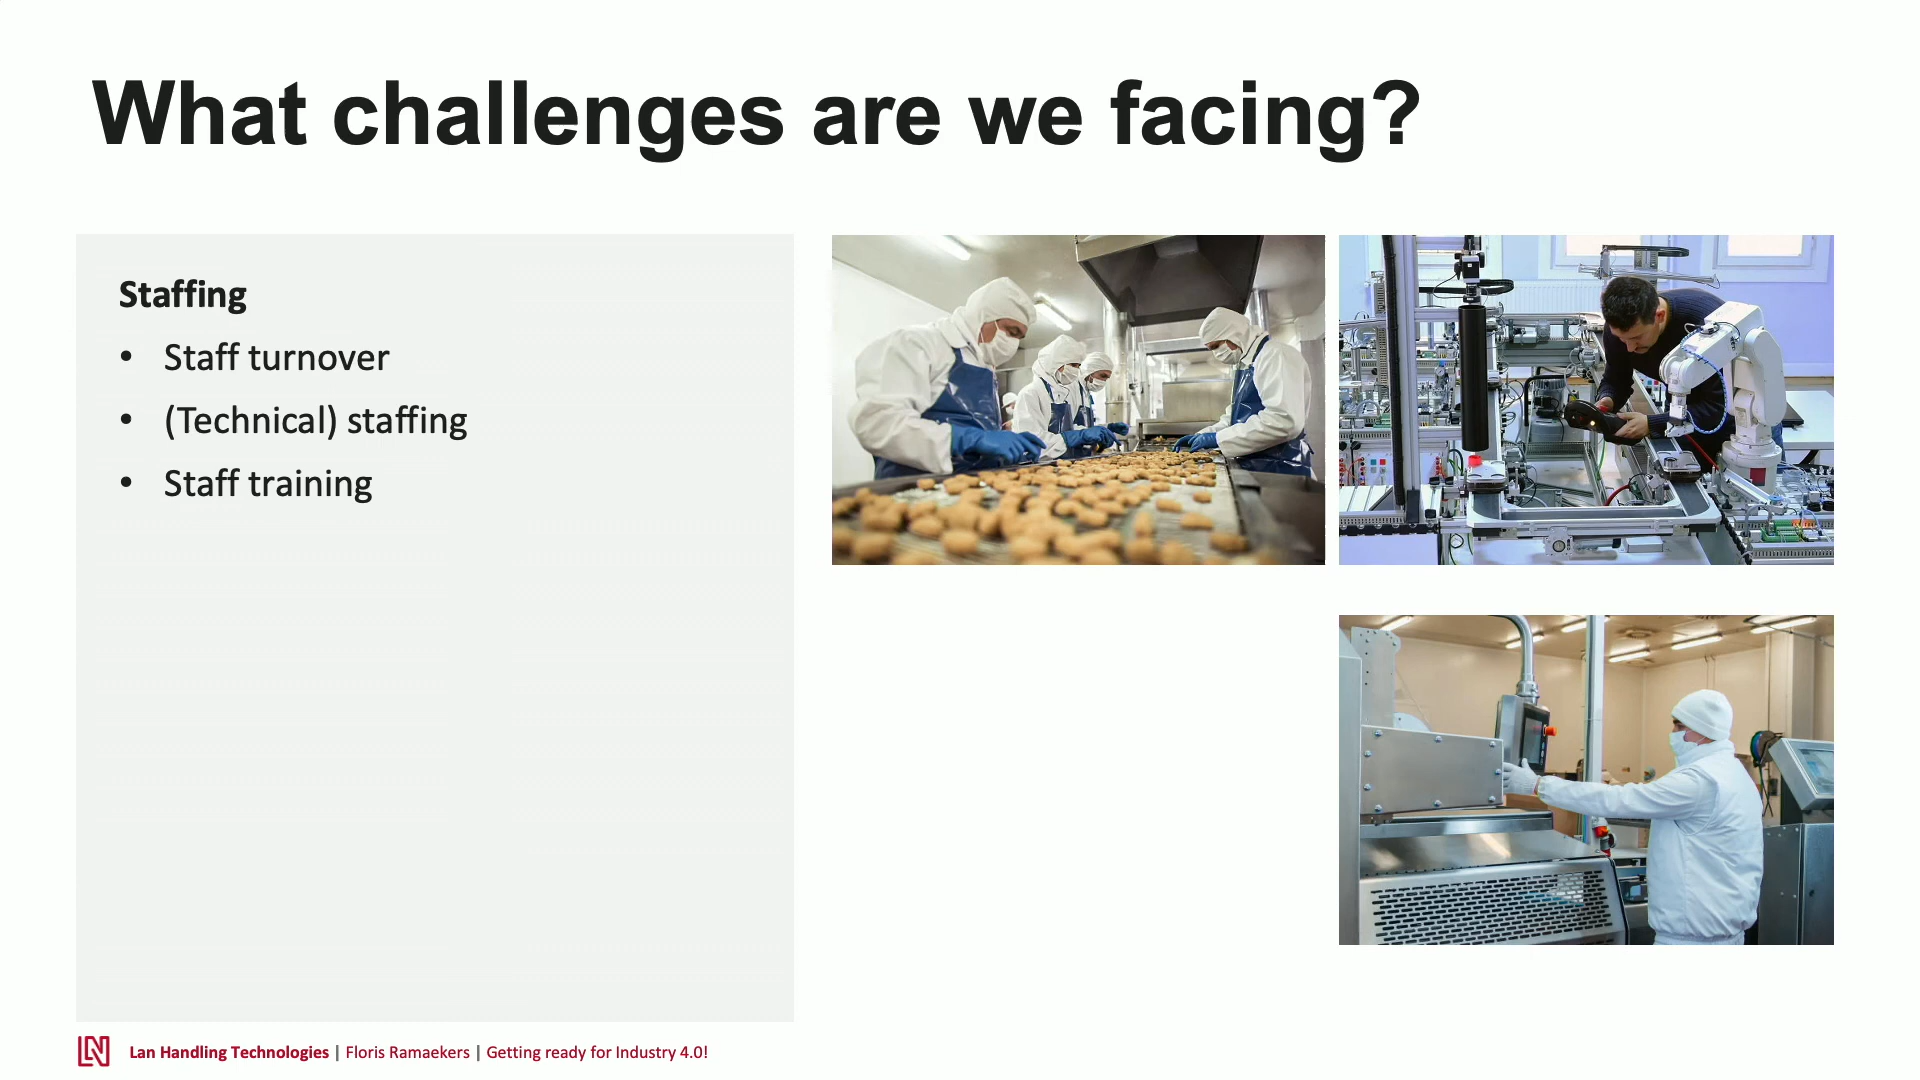 What challenges are we facing?
Staffing
• Staff turnover
• (Technical) staffing
• Staff training
LN Lan Handling Technologies | Floris Ramaekers | Getting ready for Industry 4.0!